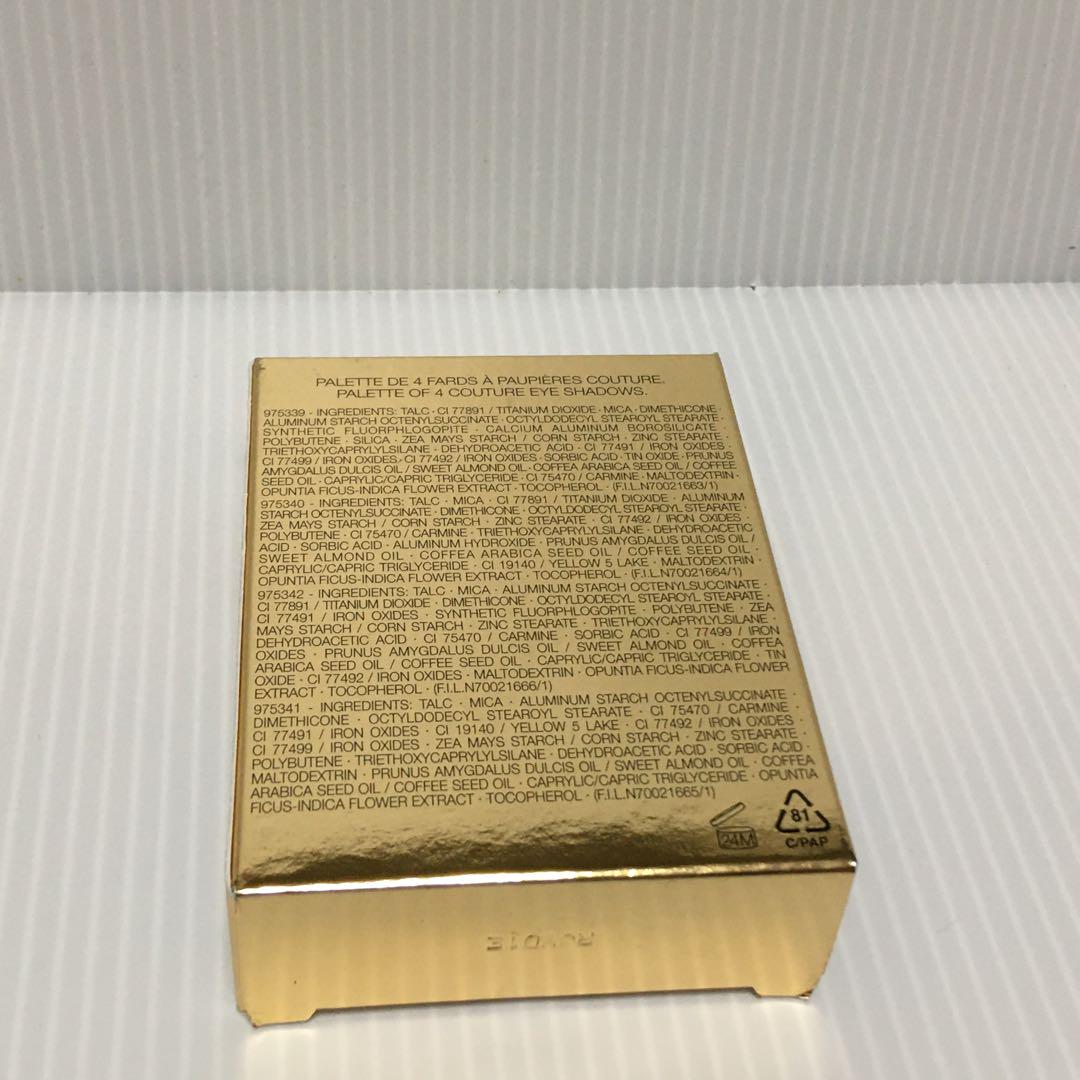 PALETTE DE 4 FARDS À PAUPIÈRES COUTURE.
PALETTE OF 4 COUTURE EYE SHADOWS.
975339 - INGREDIENTS: TALC · CI 77891 / TITANIUM DIOXIDE · MICA · DIMETHICONE ·
ALUMINUM STARCH OCTENYLSUCCINATE · OCTYLDODECYL STEAROYL STEARATE ·
SYNTHETIC FLUORPHLOGOPITE · CALCIUM ALUMINUM BOROSILICATE ·
POLYBUTENE · SILICA · ZEA MAYS STARCH / CORN STARCH · ZINC STEARATE ·
TRIETHOXYCAPRYLYLSILANE · DEHYDROACETIC ACID · CI 77491 / IRON OXIDES ·
CI 77499 / IRON OXIDES · CI 77492 / IRON OXIDES · SORBIC ACID · TIN OXIDE · PRUNUS
AMYGDALUS DULCIS OIL / SWEET ALMOND OIL · COFFEA ARABICA SEED OIL / COFFEE
SEED OIL · CAPRYLIC/CAPRIC TRIGLYCERIDE · CI 75470 / CARMINE · MALTODEXTRIN ·
OPUNTIA FICUS-INDICA FLOWER EXTRACT · TOCOPHEROL · (F.I.L.N70021663/1)
975340 - INGREDIENTS: TALC · MICA · CI 77891 / TITANIUM DIOXIDE · ALUMINUM
STARCH OCTENYLSUCCINATE · DIMETHICONE · OCTYLDODECYL STEAROYL STEARATE ·
ZEA MAYS STARCH / CORN STARCH · ZINC STEARATE · CI 77492 / IRON OXIDES ·
POLYBUTENE · CI 75470 / CARMINE · TRIETHOXYCAPRYLYLSILANE · DEHYDROACETIC
ACID · SORBIC ACID · ALUMINUM HYDROXIDE · PRUNUS AMYGDALUS DULCIS OIL /
SWEET ALMOND OIL · COFFEA ARABICA SEED OIL / COFFEE SEED OIL ·
CAPRYLIC/CAPRIC TRIGLYCERIDE · CI 19140 / YELLOW 5 LAKE · MALTODEXTRIN ·
OPUNTIA FICUS-INDICA FLOWER EXTRACT · TOCOPHEROL · (F.I.L.N70021664/1)
975342 - INGREDIENTS: TALC · MICA · ALUMINUM STARCH OCTENYLSUCCINATE ·
CI 77891 / TITANIUM DIOXIDE · DIMETHICONE · OCTYLDODECYL STEAROYL STEARATE ·
CI 77491 / IRON OXIDES · SYNTHETIC FLUORPHLOGOPITE · POLYBUTENE · ZEA
MAYS STARCH / CORN STARCH · ZINC STEARATE · TRIETHOXYCAPRYLYLSILANE ·
DEHYDROACETIC ACID · CI 75470 / CARMINE · SORBIC ACID · CI 77499 / IRON
OXIDES · PRUNUS AMYGDALUS DULCIS OIL / SWEET ALMOND OIL · COFFEA
ARABICA SEED OIL / COFFEE SEED OIL · CAPRYLIC/CAPRIC TRIGLYCERIDE · TIN
OXIDE · CI 77492 / IRON OXIDES · MALTODEXTRIN · OPUNTIA FICUS-INDICA FLOWER
EXTRACT · TOCOPHEROL · (F.I.L.N70021666/1)
975341 - INGREDIENTS: TALC · MICA · ALUMINUM STARCH OCTENYLSUCCINATE ·
DIMETHICONE · OCTYLDODECYL STEAROYL STEARATE · CI 75470 / CARMINE ·
CI 77491 / IRON OXIDES · CI 19140 / YELLOW 5 LAKE · CI 77492 / IRON OXIDES ·
CI 77499 / IRON OXIDES · ZEA MAYS STARCH / CORN STARCH · ZINC STEARATE ·
POLYBUTENE · TRIETHOXYCAPRYLYLSILANE · DEHYDROACETIC ACID · SORBIC ACID ·
MALTODEXTRIN · PRUNUS AMYGDALUS DULCIS OIL / SWEET ALMOND OIL · COFFEA
ARABICA SEED OIL / COFFEE SEED OIL · CAPRYLIC/CAPRIC TRIGLYCERIDE · OPUNTIA
FICUS-INDICA FLOWER EXTRACT · TOCOPHEROL · (F.I.L.N70021665/1)
24M
81
C/PAP